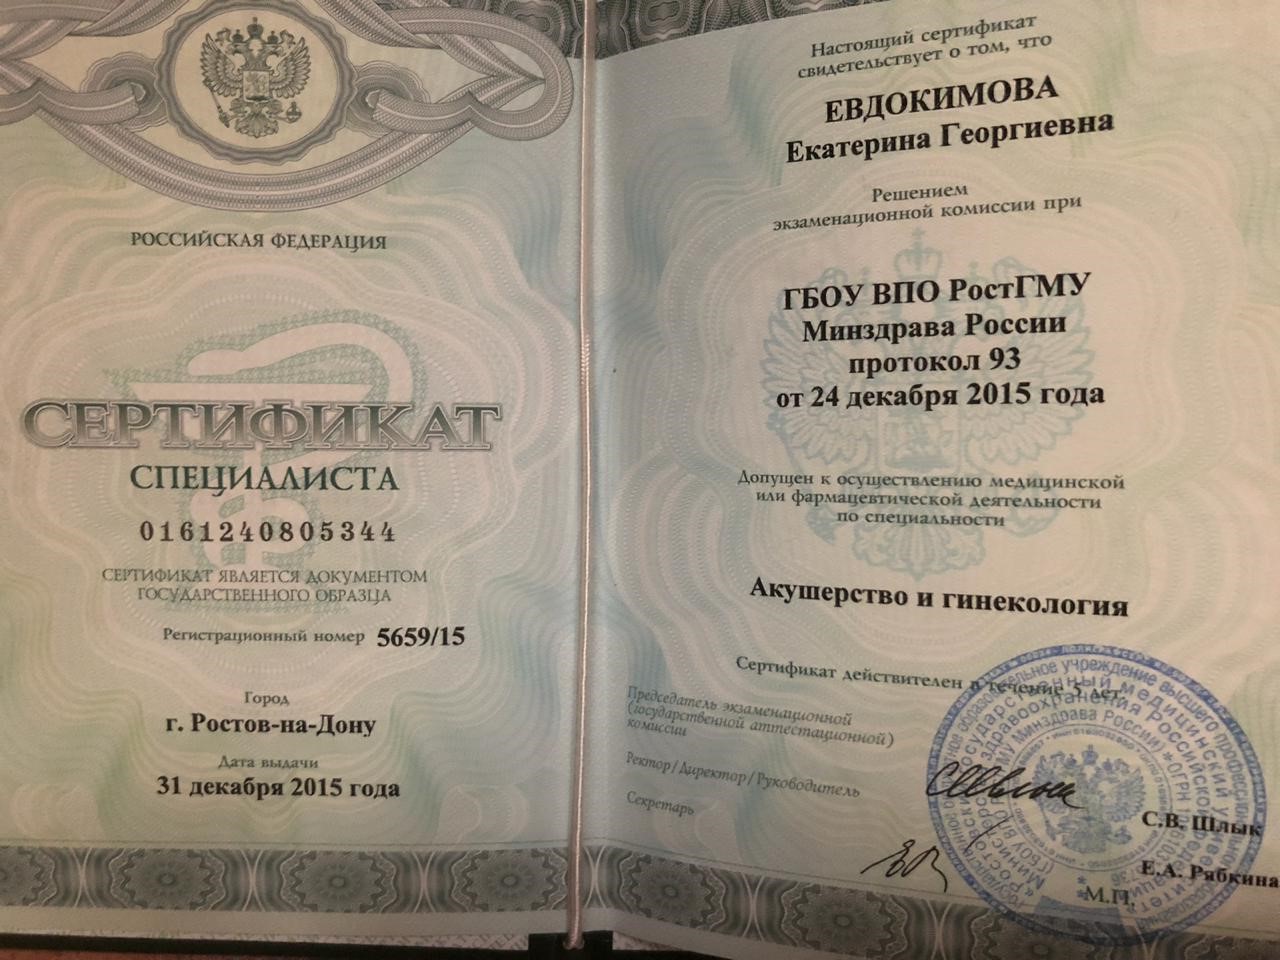 РОССИЙСКАЯ ФЕДЕРАЦИЯ
СЕРТИФИКАТ
СПЕЦИАЛИСТА
0161240805344
СЕРТИФИКАТ ЯВЛЯЕТСЯ ДОКУМЕНТОМ
ГОСУДАРСТВЕННОГО ОБРАЗЦА
Регистрационный номер 5659/15
Город
г. Ростов-на-Дону
Дата выдачи
31 декабря 2015 года
Настоящий сертификат
свидетельствует о том, что
ЕВДОКИМОВА
Екатерина Георгиевна
Решением
экзаменационной комиссии при
ГБОУ ВПО РостГМУ
Минздрава России
протокол 93
от 24 декабря 2015 года
Допущен к осуществлению медицинской
или фармацевтической деятельности
по специальности
Акушерство и гинекология
Сертификат действителен в течение 5 лет.
Председатель экзаменационной
(государственной аттестационной)
комиссии
Ректор/Директор/Руководитель
С.В. Шлык
Секретарь
Е.А. Рябкина
М.П.